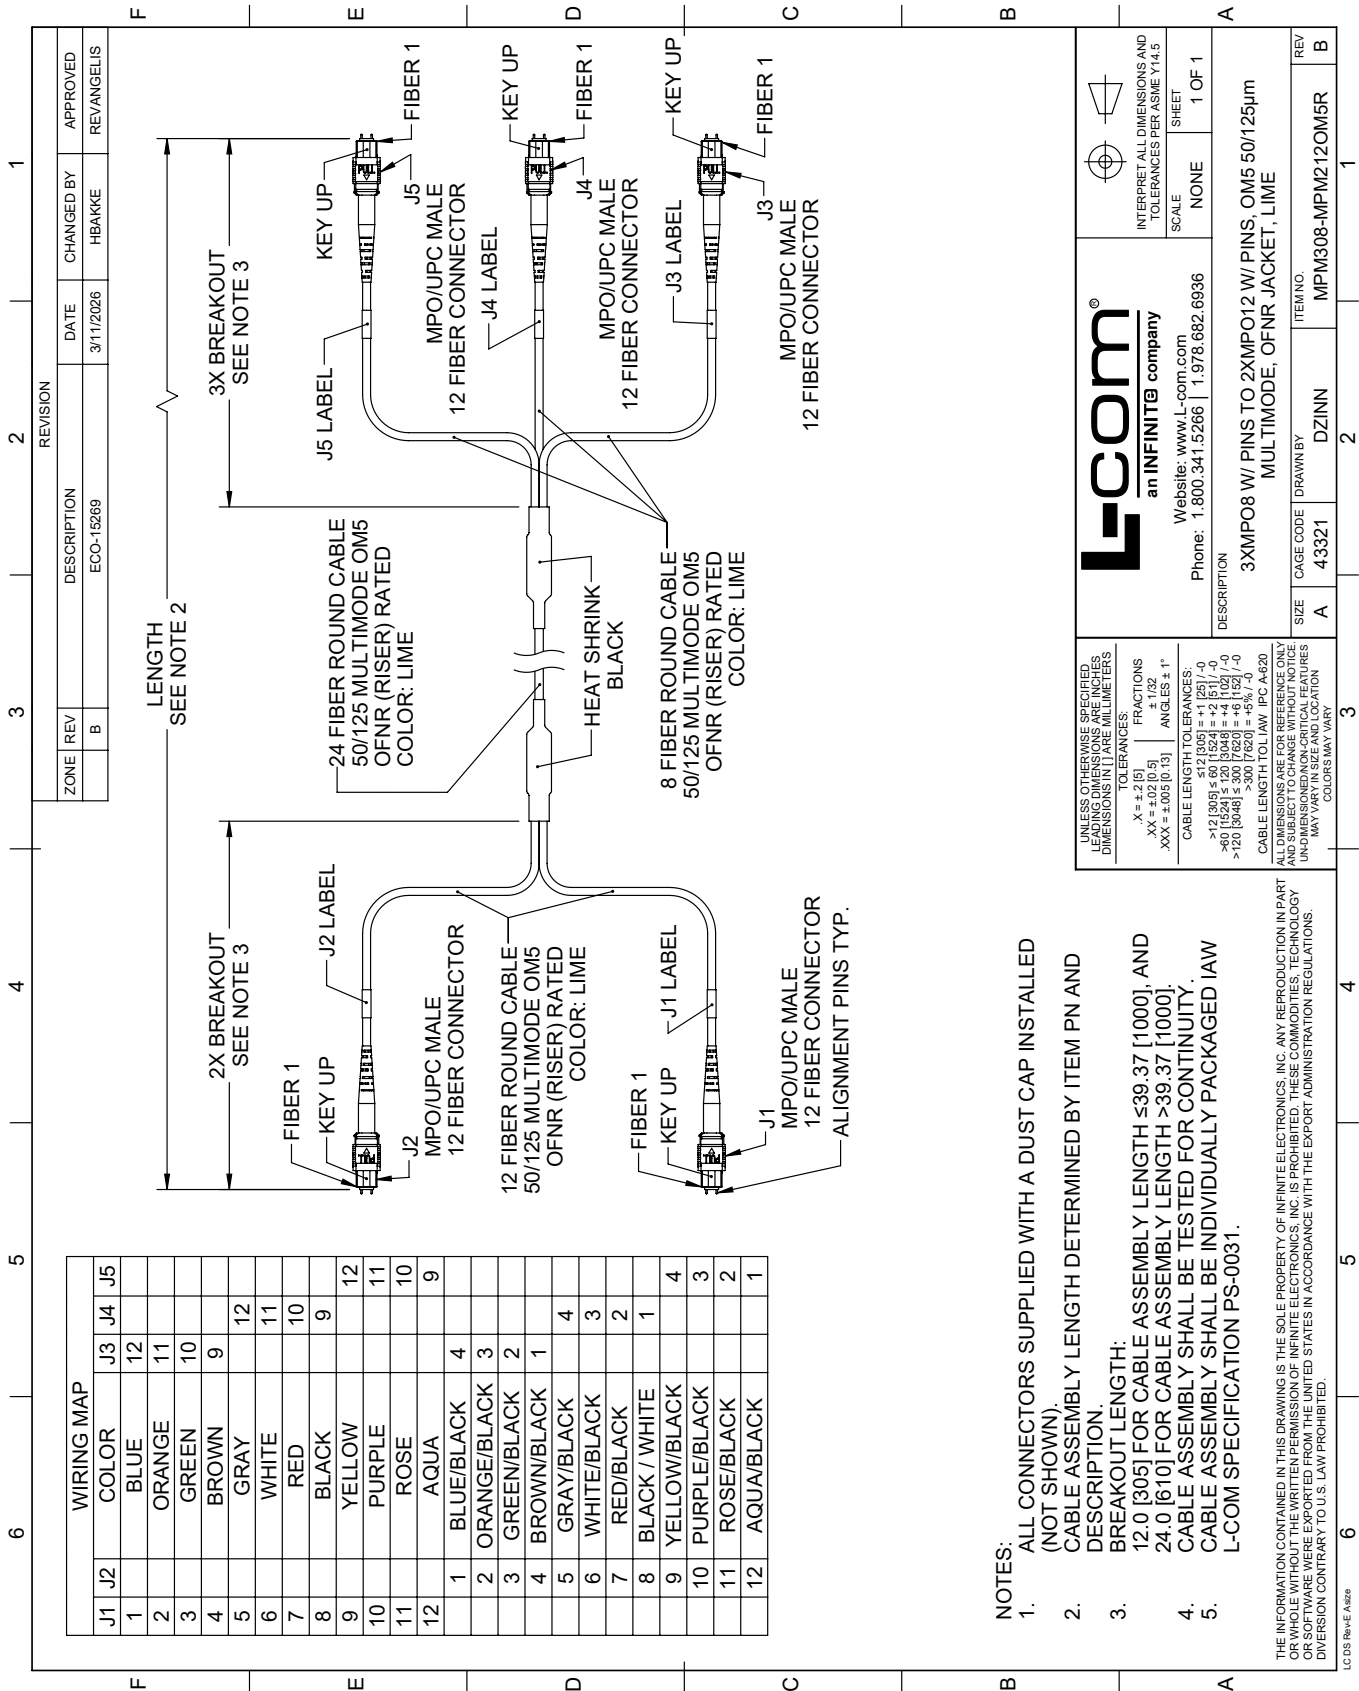 REVISION
ZONE REV DESCRIPTION DATE CHANGED BY APPROVED
B ECO-15269 3/11/2026 HBAKKE REVANGELIS
6 5 4 3 2 1
F
E
D
C
B
A
WIRING MAP
J1 J2 COLOR J3 J4 J5
1 BLUE 12
2 ORANGE 11
3 GREEN 10
4 BROWN 9
5 GRAY 12
6 WHITE 11
7 RED 10
8 BLACK 9
9 YELLOW 12
10 PURPLE 11
11 ROSE 10
12 AQUA 9
1 BLUE/BLACK 4
2 ORANGE/BLACK 3
3 GREEN/BLACK 2
4 BROWN/BLACK 1
5 GRAY/BLACK 4
6 WHITE/BLACK 3
7 RED/BLACK 2
8 BLACK / WHITE 1
9 YELLOW/BLACK 4
10 PURPLE/BLACK 3
11 ROSE/BLACK 2
12 AQUA/BLACK 1
LENGTH
SEE NOTE 2
2X BREAKOUT
SEE NOTE 3
3X BREAKOUT
SEE NOTE 3
FIBER 1
KEY UP
J2 LABEL
PULL
J2
MPO/UPC MALE
12 FIBER CONNECTOR
12 FIBER ROUND CABLE
50/125 MULTIMODE OM5
OFNR (RISER) RATED
COLOR: LIME
FIBER 1
KEY UP
J1 LABEL
PULL
J1
MPO/UPC MALE
12 FIBER CONNECTOR
ALIGNMENT PINS TYP.
24 FIBER ROUND CABLE
50/125 MULTIMODE OM5
OFNR (RISER) RATED
COLOR: LIME
HEAT SHRINK
BLACK
8 FIBER ROUND CABLE
50/125 MULTIMODE OM5
OFNR (RISER) RATED
COLOR: LIME
J5 LABEL
KEY UP
PULL
FIBER 1
J5
MPO/UPC MALE
12 FIBER CONNECTOR
J4 LABEL
KEY UP
PULL
FIBER 1
J4
MPO/UPC MALE
12 FIBER CONNECTOR
J3 LABEL
KEY UP
PULL
FIBER 1
J3
MPO/UPC MALE
12 FIBER CONNECTOR
NOTES:
1. ALL CONNECTORS SUPPLIED WITH A DUST CAP INSTALLED
(NOT SHOWN).
2. CABLE ASSEMBLY LENGTH DETERMINED BY ITEM PN AND
DESCRIPTION.
3. BREAKOUT LENGTH:
12.0 [305] FOR CABLE ASSEMBLY LENGTH ≤39.37 [1000], AND
24.0 [610] FOR CABLE ASSEMBLY LENGTH >39.37 [1000].
4. CABLE ASSEMBLY SHALL BE TESTED FOR CONTINUITY.
5. CABLE ASSEMBLY SHALL BE INDIVIDUALLY PACKAGED IAW
L-COM SPECIFICATION PS-0031.
THE INFORMATION CONTAINED IN THIS DRAWING IS THE SOLE PROPERTY OF INFINITE ELECTRONICS, INC. ANY REPRODUCTION IN PART
OR WHOLE WITHOUT THE WRITTEN PERMISSION OF INFINITE ELECTRONICS, INC. IS PROHIBITED. THESE COMMODITIES, TECHNOLOGY
OR SOFTWARE WERE EXPORTED FROM THE UNITED STATES IN ACCORDANCE WITH THE EXPORT ADMINISTRATION REGULATIONS.
DIVERSION CONTRARY TO U.S. LAW PROHIBITED.
UNLESS OTHERWISE SPECIFIED
LEADING DIMENSIONS ARE INCHES
DIMENSIONS IN [ ] ARE MILLIMETERS
TOLERANCES:
.X = ±.2 [5] FRACTIONS
.XX = ±.02 [0.5] ± 1/32
.XXX = ±.005 [0.13] ANGLES ± 1°
CABLE LENGTH TOLERANCES:
≤12 [305] = +1 [25] / -0
>12 [305] ≤ 60 [1524] = +2 [51] / -0
>60 [1524] ≤ 120 [3048] = +4 [102] / -0
>120 [3048] ≤ 300 [7620] = +6 [152] / -0
>300 [7620] = +5% / -0
CABLE LENGTH TOL IAW IPC A-620
ALL DIMENSIONS ARE FOR REFERENCE ONLY
AND SUBJECT TO CHANGE WITHOUT NOTICE.
UN-DIMENSIONED/NON-CRITICAL FEATURES
MAY VARY IN SIZE AND LOCATION
COLORS MAY VARY
L-com®
an INFINIT@ company
Website: www.L-com.com
Phone: 1.800.341.5266 | 1.978.682.6936
INTERPRET ALL DIMENSIONS AND
TOLERANCES PER ASME Y14.5
SCALE SHEET
NONE 1 OF 1
DESCRIPTION
3XMPO8 W/ PINS TO 2XMPO12 W/ PINS, OM5 50/125µm
MULTIMODE, OFNR JACKET, LIME
SIZE CAGE CODE DRAWN BY ITEM NO. REV
A 43321 DZINN MPM308-MPM212OM5R B
6 5 4 3 2 1
F
E
D
C
B
A
LC DS Rev-E Asize